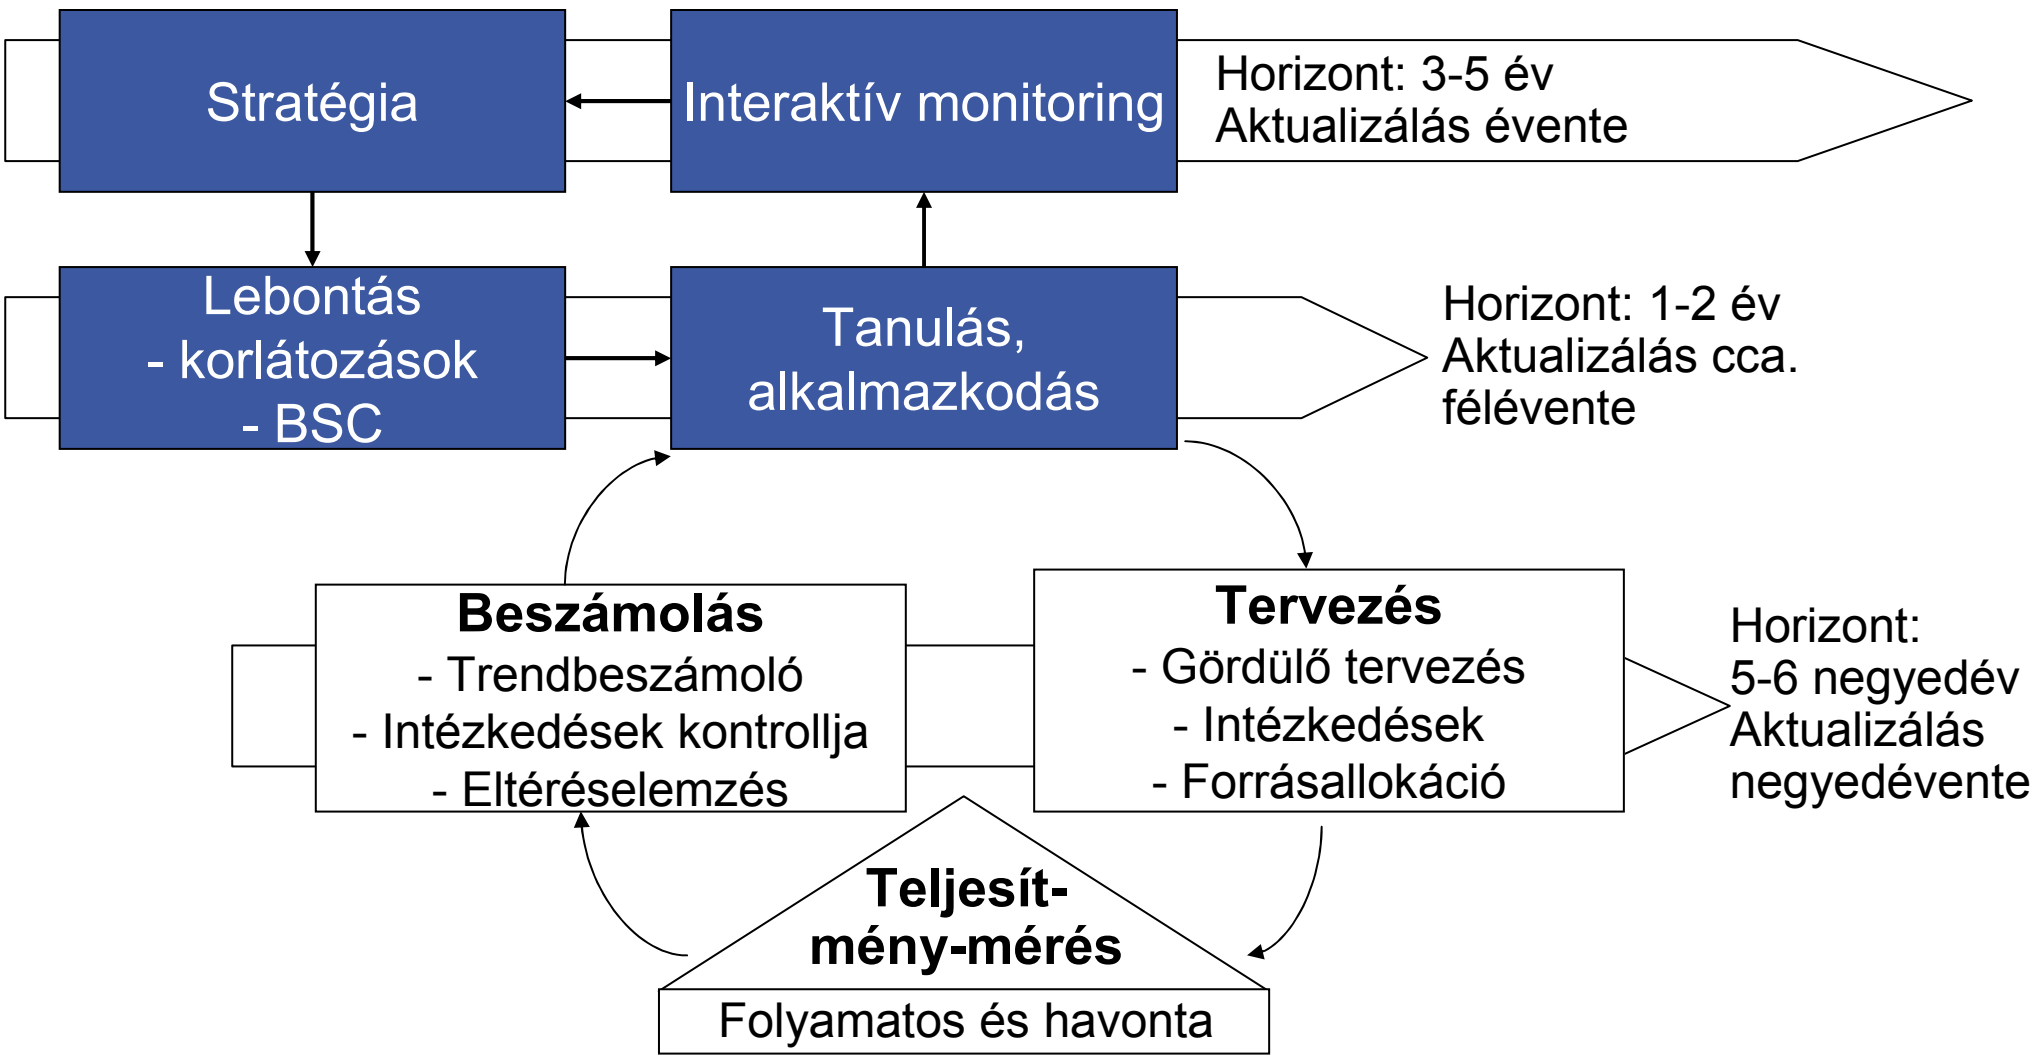 Stratégia
Interaktív monitoring
Horizont: 3-5 év
Aktualizálás évente
Lebontás
- korlátozások
- BSC
Tanulás,
alkalmazkodás
Horizont: 1-2 év
Aktualizálás cca.
félévente
Beszámolás
- Trendbeszámoló
- Intézkedések kontrollja
- Eltéréselemzés
Tervezés
- Gördülő tervezés
- Intézkedések
- Forrásallokáció
Horizont:
5-6 negyedév
Aktualizálás
negyedévente
Teljesít-
mény-mérés
Folyamatos és havonta